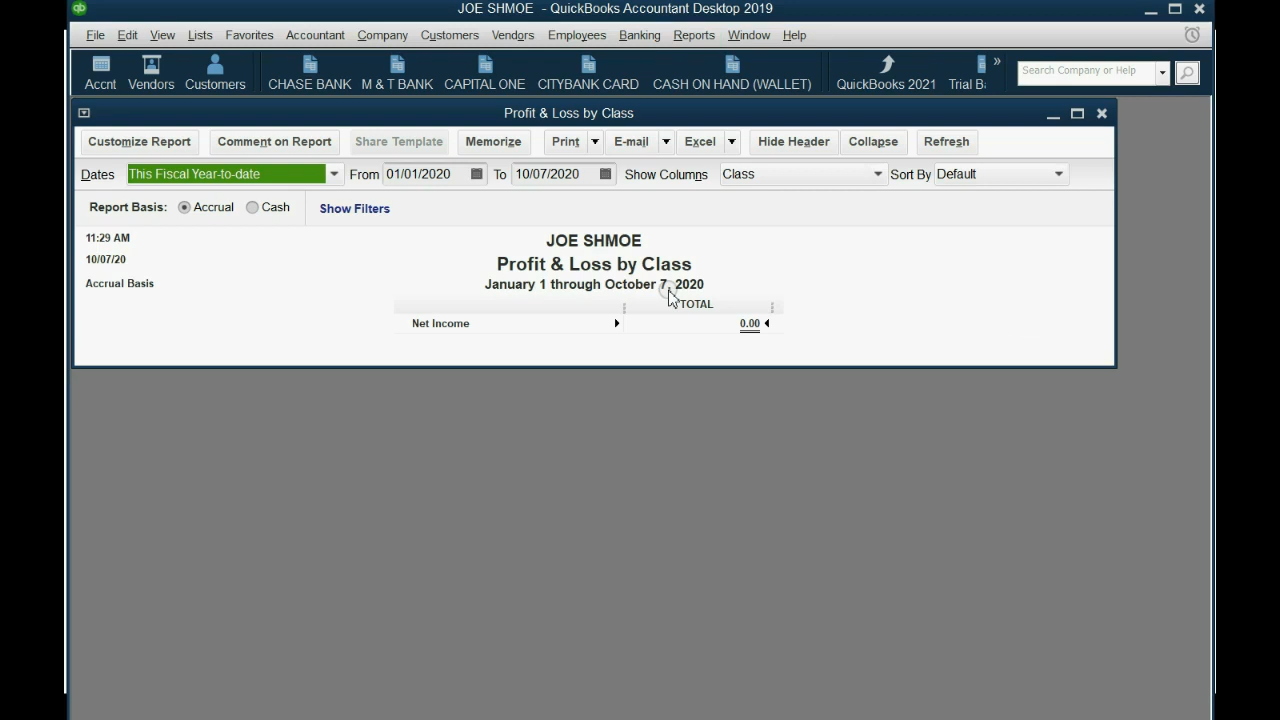 qb JOE SHMOE - QuickBooks Accountant Desktop 2019
File Edit View Lists Favorites Accountant Company Customers Vendors Employees Banking Reports Window Help
Accnt Vendors Customers CHASE BANK M & T BANK CAPITAL ONE CITYBANK CARD CASH ON HAND (WALLET) QuickBooks 2021 Trial Ba » Search Company or Help
Profit & Loss by Class
Customize Report Comment on Report Share Template Memorize Print E-mail Excel Hide Header Collapse Refresh
Dates This Fiscal Year-to-date From 01/01/2020 To 10/07/2020 Show Columns Class Sort By Default
Report Basis: Accrual Cash Show Filters
11:29 AM JOE SHMOE
10/07/20 Profit & Loss by Class
Accrual Basis January 1 through October 7, 2020
TOTAL
Net Income 0.00